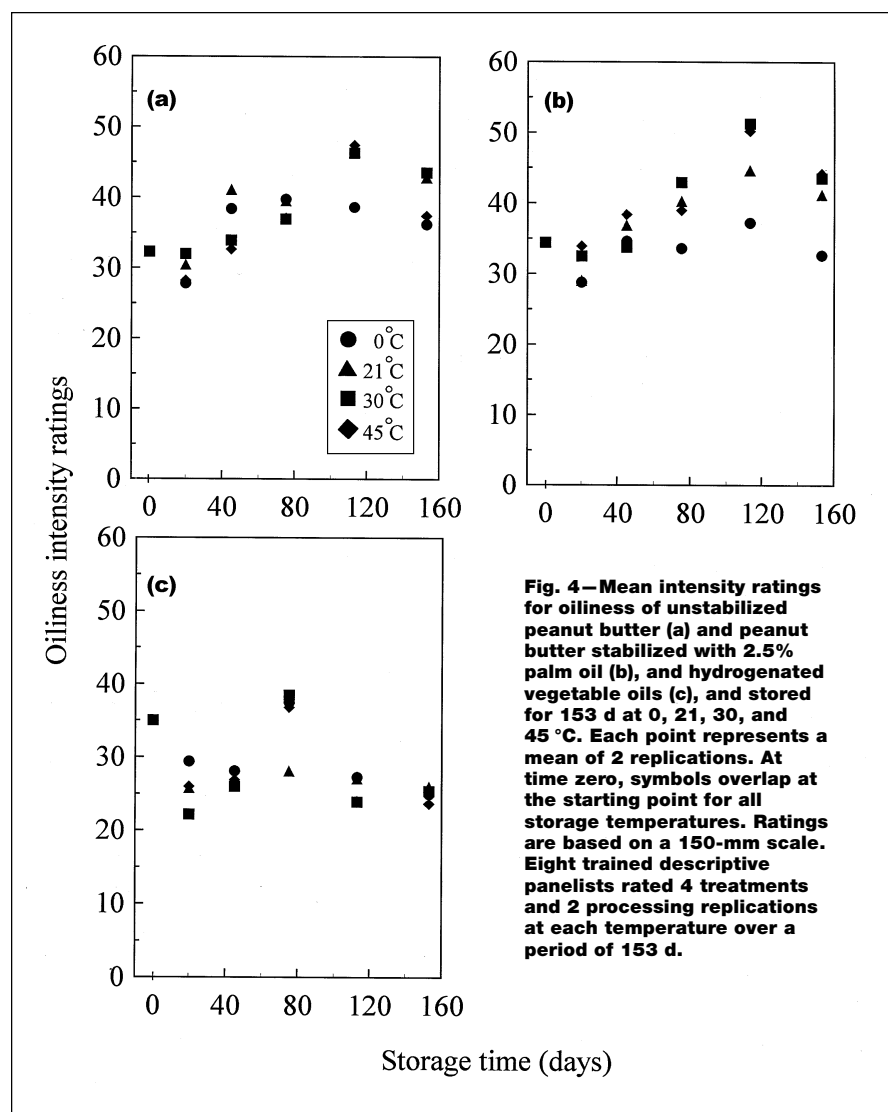 60
50
40
30
20
10
0
(a)
0°C
21°C
30°C
45°C
0 40 80 120 160
60
50
40
30
20
10
0
(b)
0 40 80 120 160
Oiliness intensity ratings
60
50
40
30
20
10
0
(c)
0 40 80 120 160
Storage time (days)
Fig. 4—Mean intensity ratings
for oiliness of unstabilized
peanut butter (a) and peanut
butter stabilized with 2.5%
palm oil (b), and hydrogenated
vegetable oils (c), and stored
for 153 d at 0, 21, 30, and
45 °C. Each point represents a
mean of 2 replications. At
time zero, symbols overlap at
the starting point for all
storage temperatures. Ratings
are based on a 150-mm scale.
Eight trained descriptive
panelists rated 4 treatments
and 2 processing replications
at each temperature over a
period of 153 d.